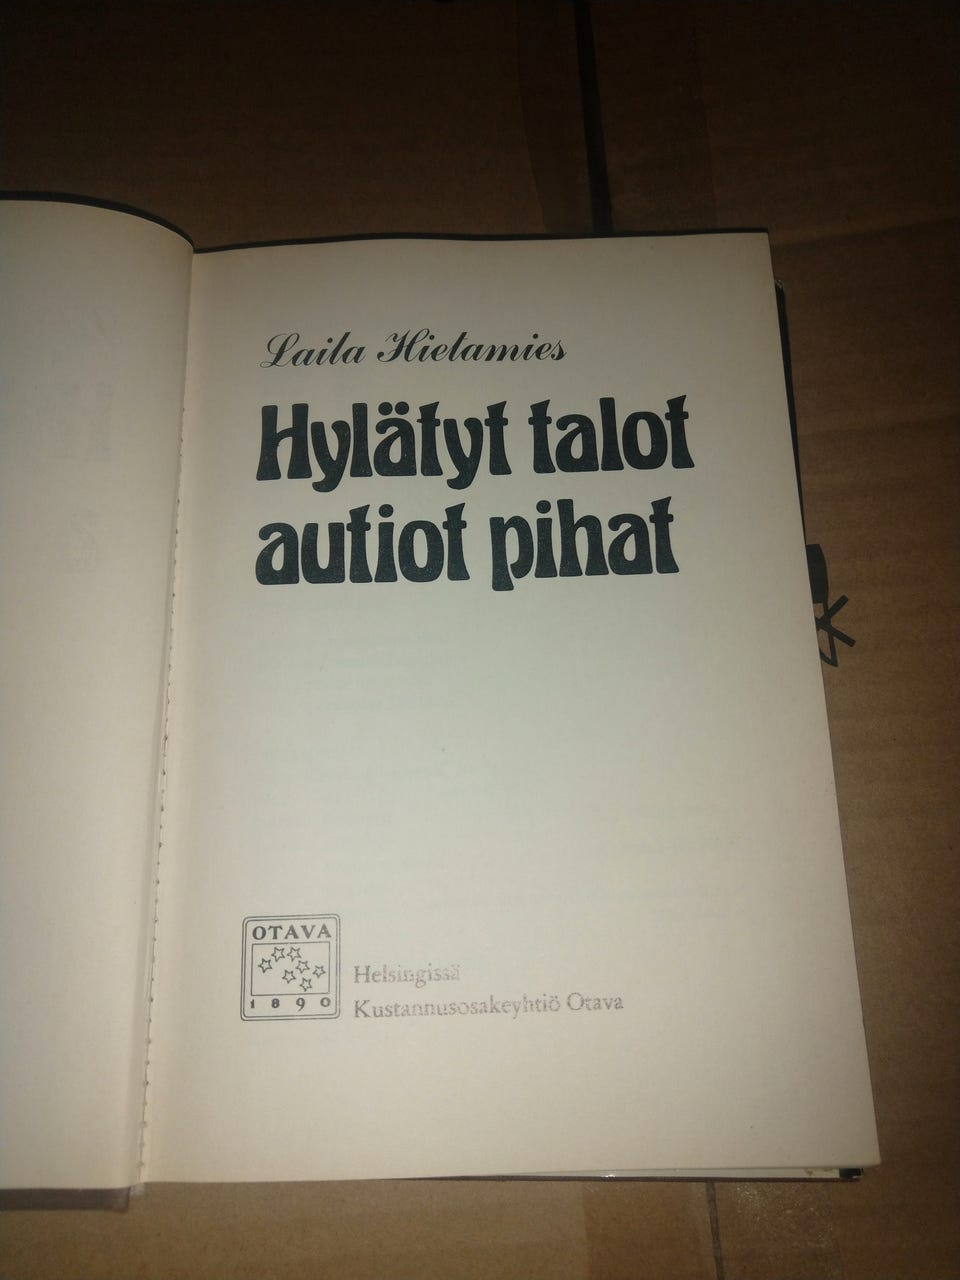 Laila Hietamies
Hylätyt talot
autiot pihat
OTAVA
1890
Helsingissä
Kustannusosakeyhtiö Otava